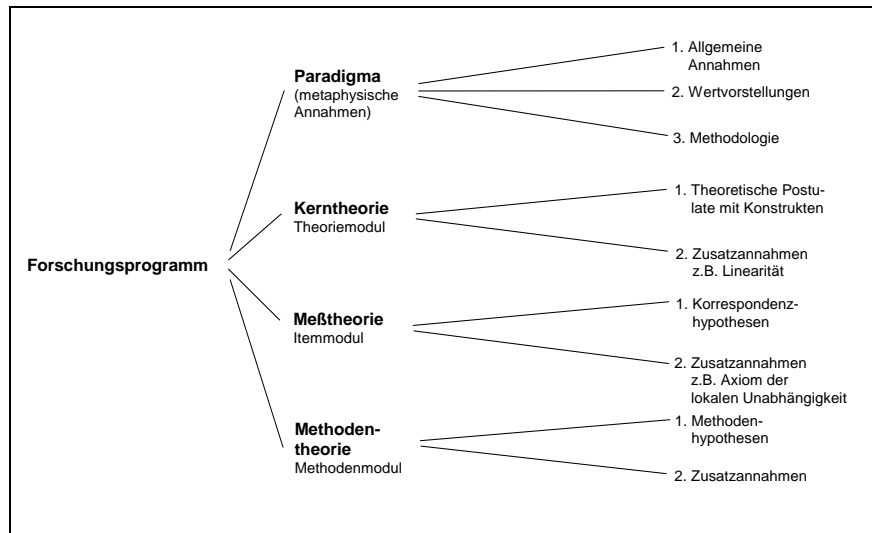 Forschungsprogramm
Paradigma
(metaphysische
Annahmen)
1. Allgemeine
Annahmen
2. Wertvorstellungen
3. Methodologie
Kerntheorie
Theoriemodul
1. Theoretische Postu-
late mit Konstrukten
2. Zusatzannahmen
z.B. Linearität
Meßtheorie
Itemmodul
1. Korrespondenz-
hypothesen
2. Zusatzannahmen
z.B. Axiom der
lokalen Unabhängigkeit
Methoden-
theorie
Methodenmodul
1. Methoden-
hypothesen
2. Zusatzannahmen